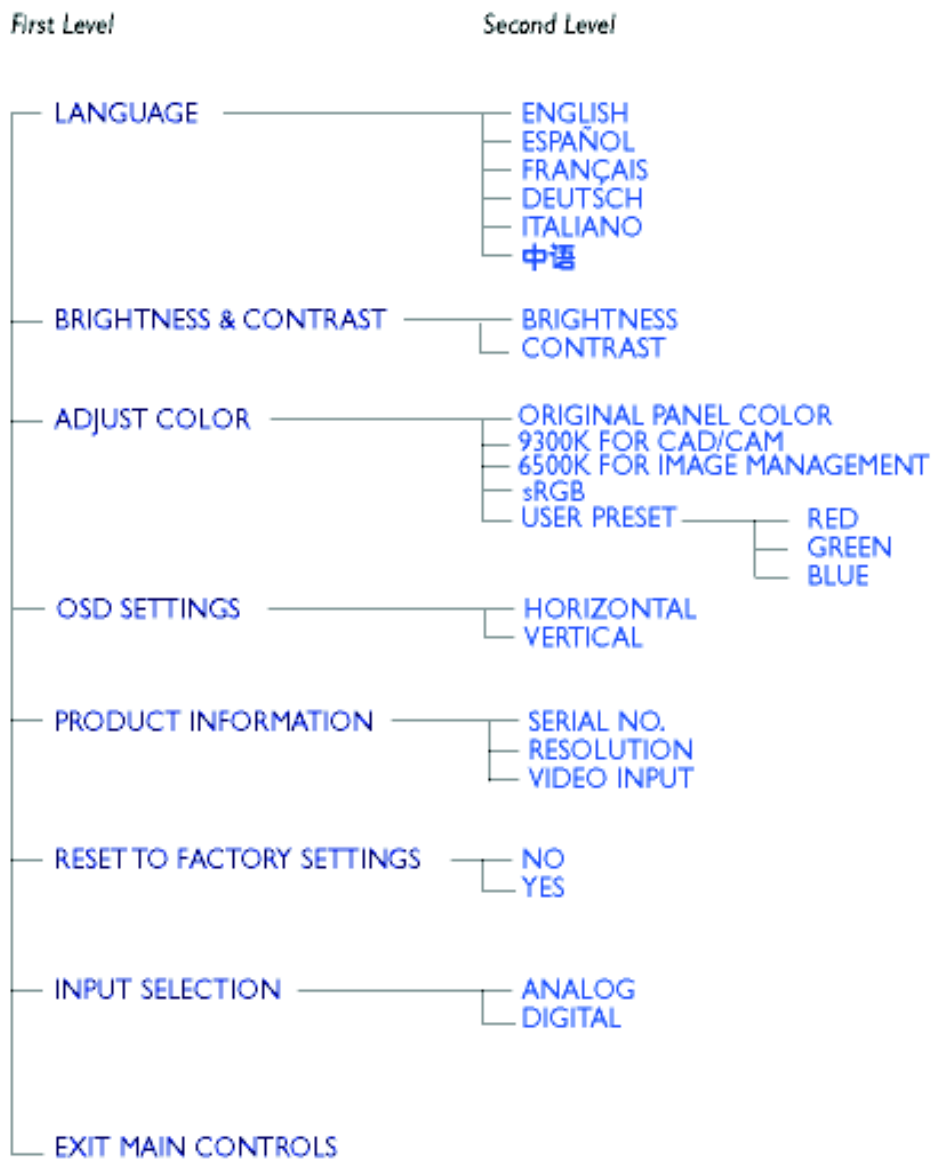 First Level Second Level
LANGUAGE ENGLISH
ESPAÑOL
FRANÇAIS
DEUTSCH
ITALIANO
中语
BRIGHTNESS & CONTRAST BRIGHTNESS
CONTRAST
ADJUST COLOR ORIGINAL PANEL COLOR
9300K FOR CAD/CAM
6500K FOR IMAGE MANAGEMENT
sRGB
USER PRESET RED
GREEN
BLUE
OSD SETTINGS HORIZONTAL
VERTICAL
PRODUCT INFORMATION SERIAL NO.
RESOLUTION
VIDEO INPUT
RESET TO FACTORY SETTINGS NO
YES
INPUT SELECTION ANALOG
DIGITAL
EXIT MAIN CONTROLS